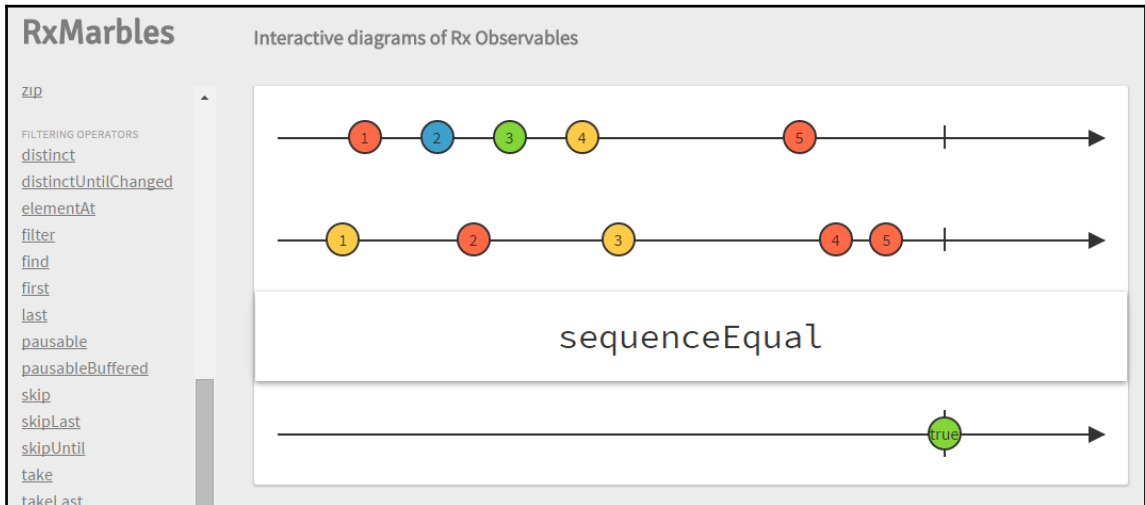 RxMarbles
Interactive diagrams of Rx Observables
zip
FILTERING OPERATORS
distinct
distinctUntilChanged
elementAt
filter
find
first
last
pausable
pausableBuffered
skip
skipLast
skipUntil
take
takeLast
1 2 3 4 5
1 2 3 4 5
sequenceEqual
true